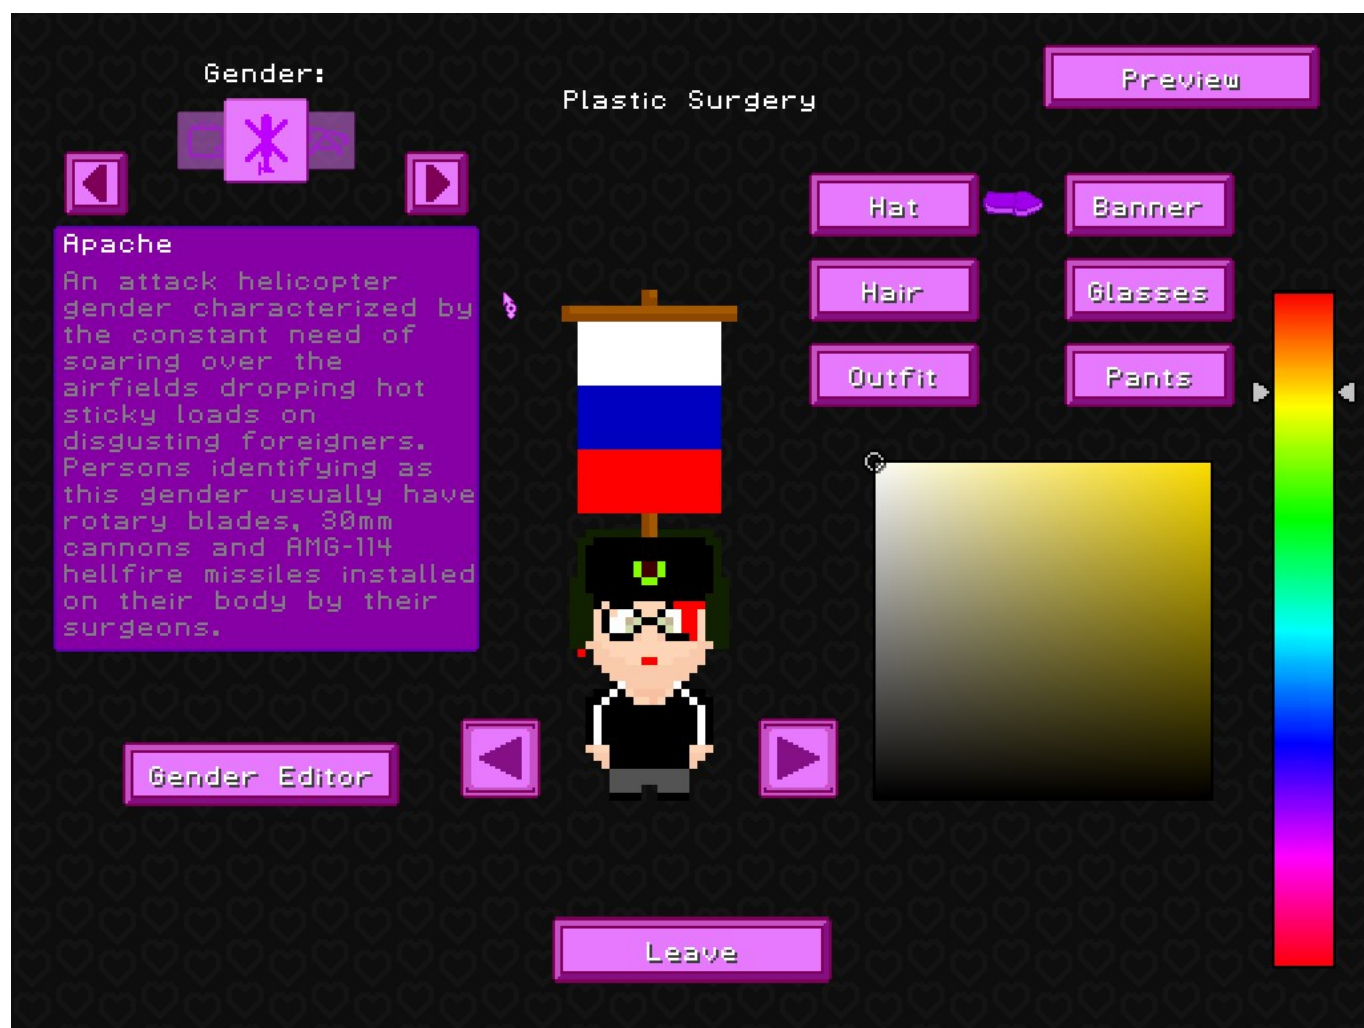 Gender:
Plastic Surgery
Preview
Apache
An attack helicopter
gender characterized by
the constant need of
soaring over the
airfields dropping hot
sticky loads on
disgusting foreigners.
Persons identifying as
this gender usually have
rotary blades, 30mm
cannons and AMG-114
hellfire missiles installed
on their body by their
surgeons.
Hat
Banner
Hair
Glasses
Outfit
Pants
Gender Editor
Leave